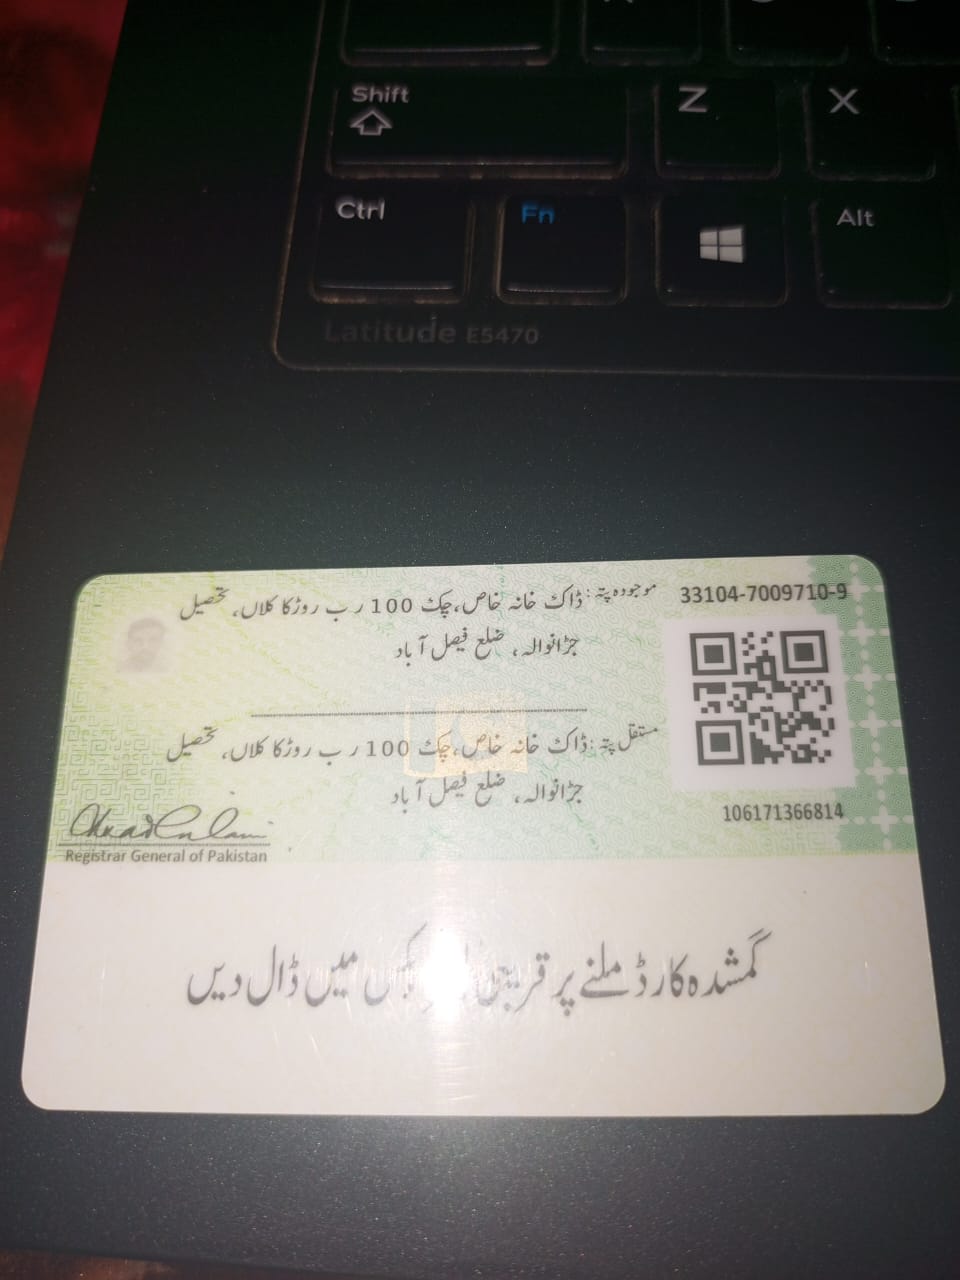 Shift
Z
X
Ctrl
Fn
Alt
Latitude E5470
33104-7009710-9
موجودہ پتہ: ڈاک خانہ خاص، چک 100 ر ب روڑکا کلاں، تحصیل
جڑانوالہ، ضلع فیصل آباد
مستقل پتہ: ڈاک خانہ خاص، چک 100 ر ب روڑکا کلاں، تحصیل
جڑانوالہ، ضلع فیصل آباد
106171366814
Registrar General of Pakistan
گمشدہ کارڈ ملنے پر قریبی بکس میں ڈال دیں